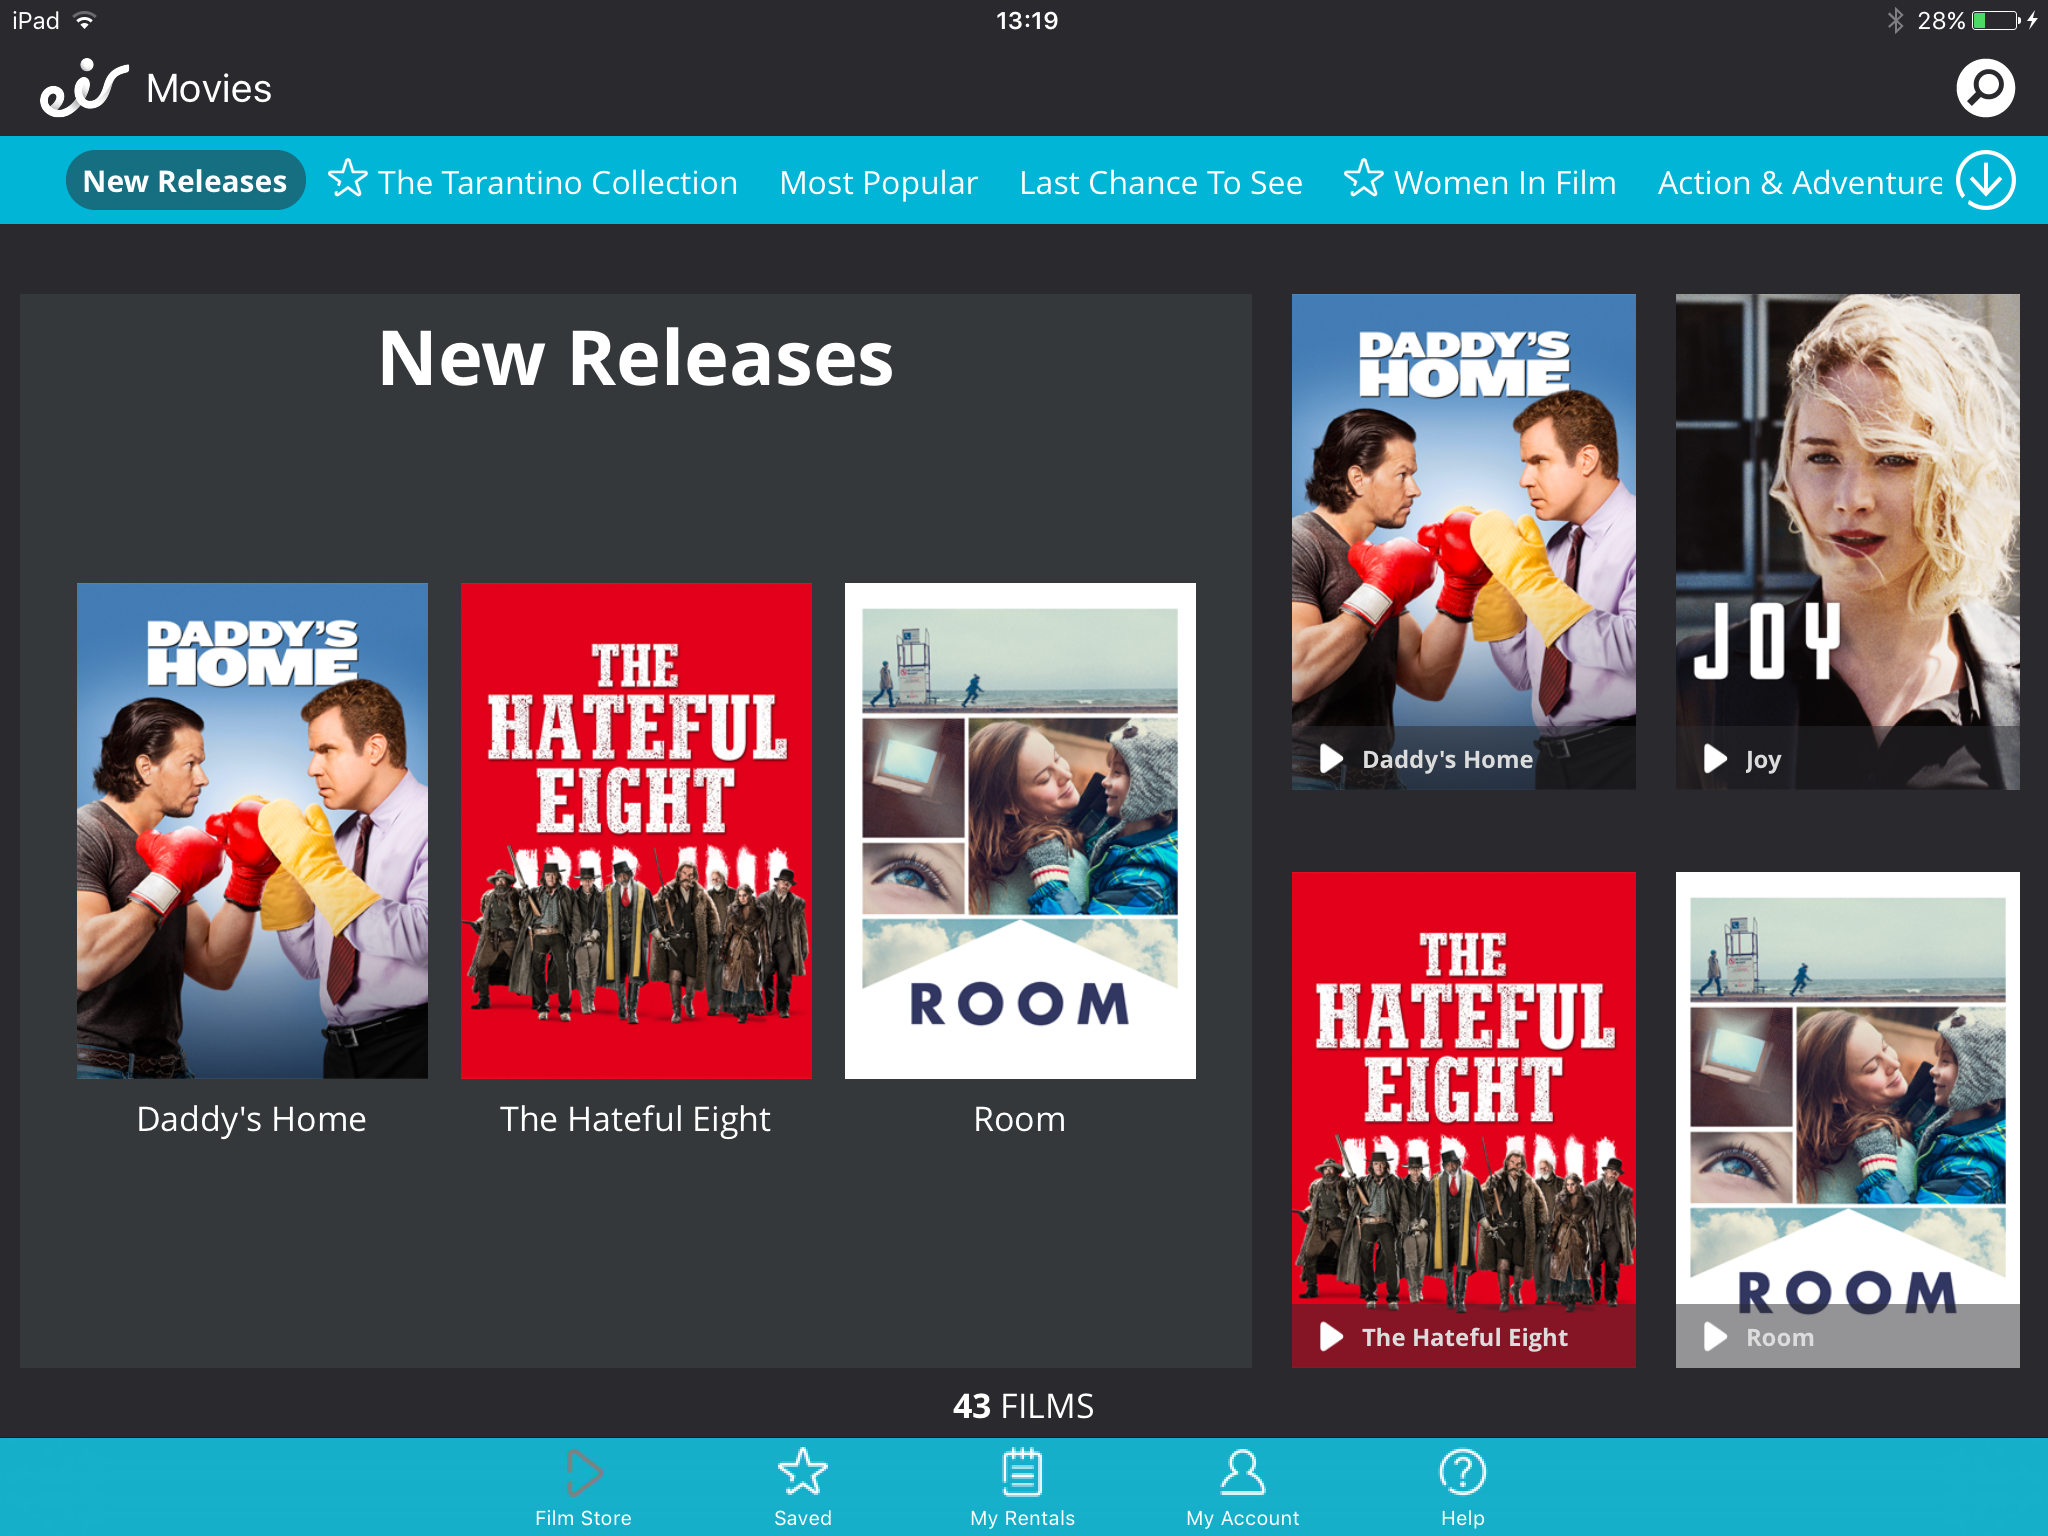 iPad
13:19
28%
eir Movies
New Releases
The Tarantino Collection
Most Popular
Last Chance To See
Women In Film
Action & Adventure
New Releases
DADDY'S
HOME
Daddy's Home
THE
HATEFUL
EIGHT
The Hateful Eight
ROOM
Room
DADDY'S
HOME
Daddy's Home
JOY
Joy
THE
HATEFUL
EIGHT
The Hateful Eight
ROOM
Room
43 FILMS
Film Store
Saved
My Rentals
My Account
Help